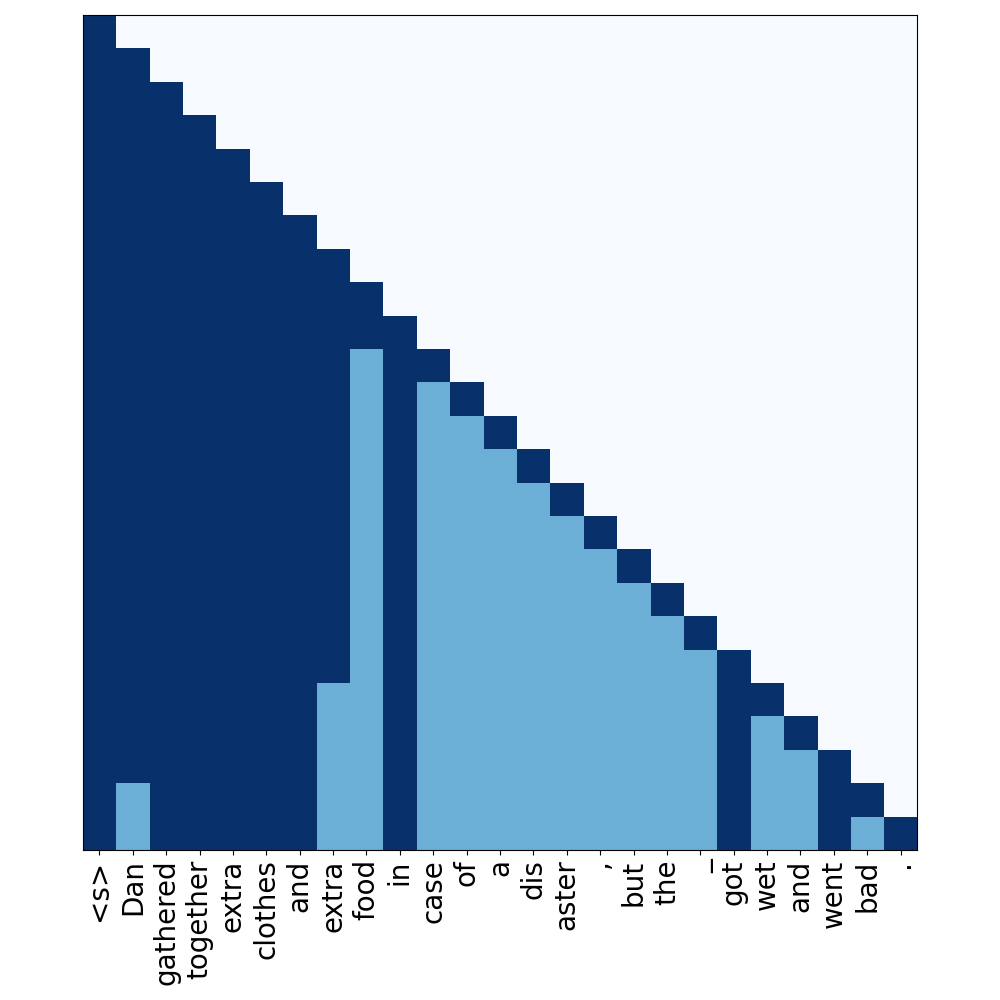 <s>
Dan
gathered
together
extra
clothes
and
extra
food
in
case
of
a
dis
aster
,
but
the
_
got
wet
and
went
bad
.